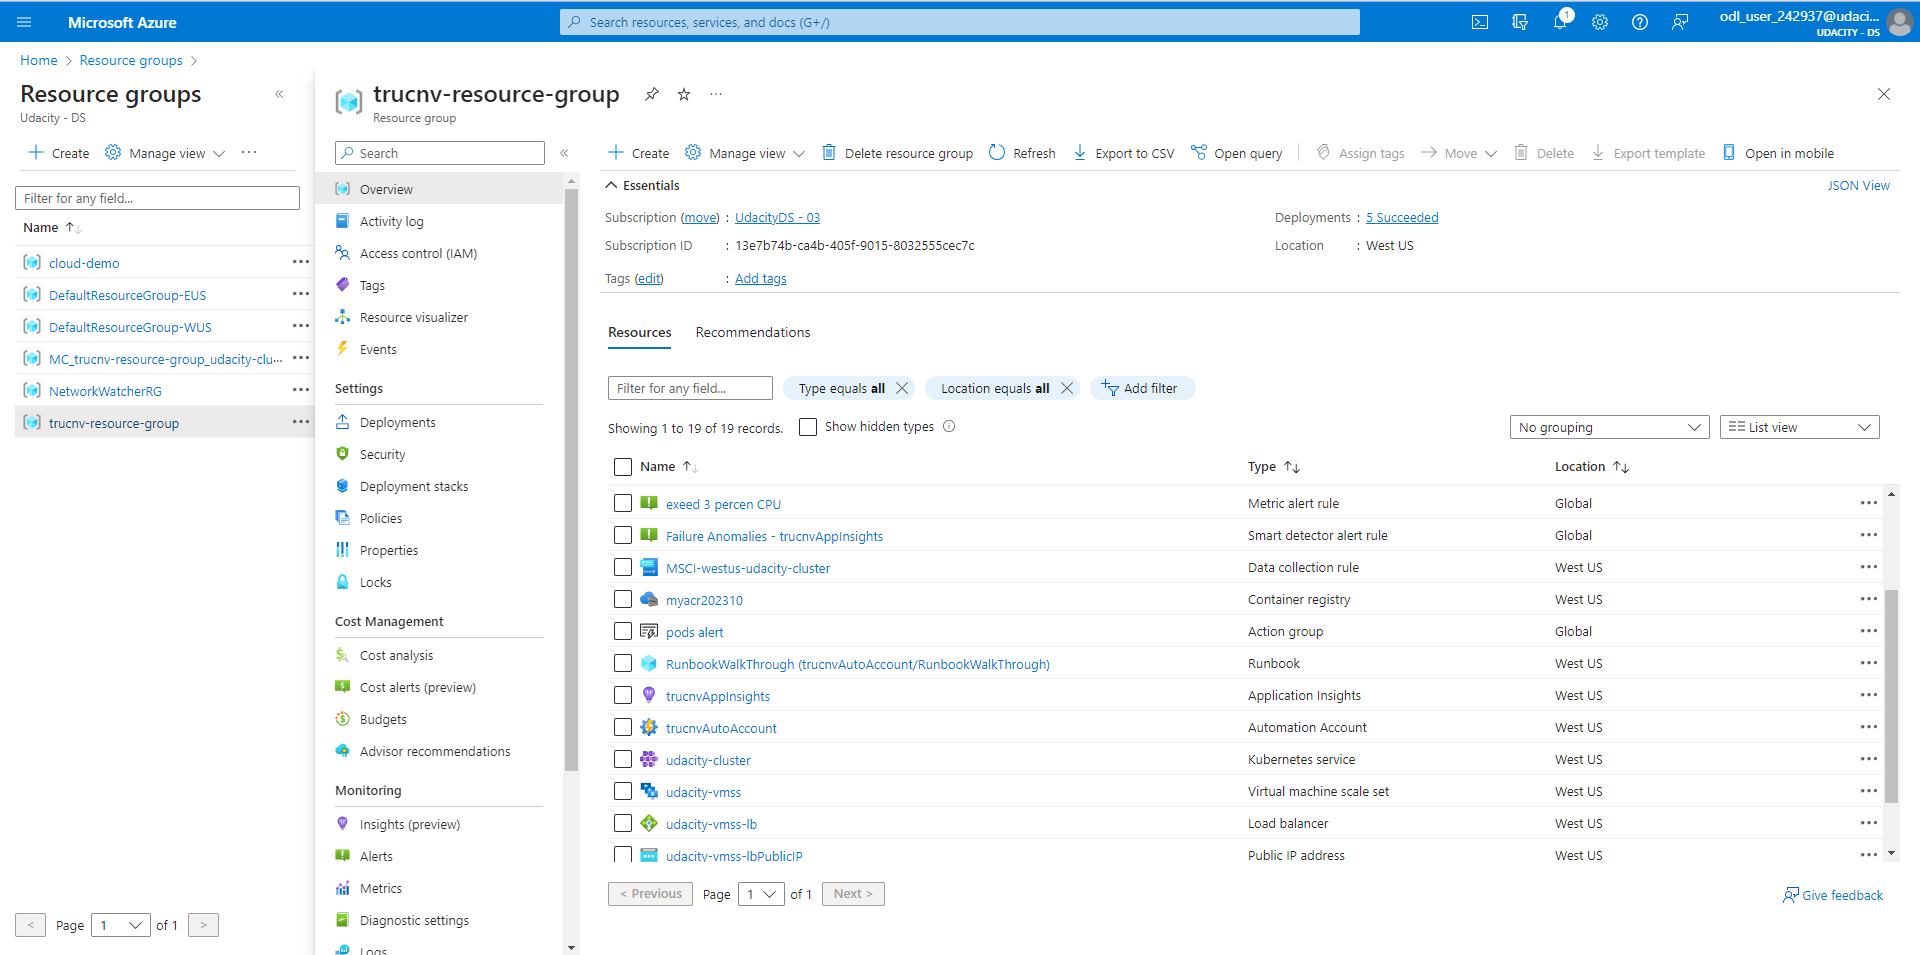 Microsoft Azure
Search resources, services, and docs (G+/)
1
odl_user_242937@udaci...
UDACITY - DS
Home > Resource groups >
Resource groups
Udacity - DS
Create Manage view
Filter for any field...
Name
cloud-demo
DefaultResourceGroup-EUS
DefaultResourceGroup-WUS
MC_trucnv-resource-group_udacity-clu...
NetworkWatcherRG
trucnv-resource-group
< Page 1 of 1 >
trucnv-resource-group
Resource group
Search
Overview
Activity log
Access control (IAM)
Tags
Resource visualizer
Events
Settings
Deployments
Security
Deployment stacks
Policies
Properties
Locks
Cost Management
Cost analysis
Cost alerts (preview)
Budgets
Advisor recommendations
Monitoring
Insights (preview)
Alerts
Metrics
Diagnostic settings
Logs
Create Manage view Delete resource group Refresh Export to CSV Open query Assign tags Move Delete Export template Open in mobile
Essentials
JSON View
Subscription (move) : UdacityDS - 03
Deployments : 5 Succeeded
Subscription ID : 13e7b74b-ca4b-405f-9015-8032555cec7c
Location : West US
Tags (edit) : Add tags
Resources Recommendations
Filter for any field... Type equals all Location equals all Add filter
Showing 1 to 19 of 19 records. Show hidden types
No grouping List view
Name Type Location
exeed 3 percen CPU Metric alert rule Global
Failure Anomalies - trucnvAppInsights Smart detector alert rule Global
MSCI-westus-udacity-cluster Data collection rule West US
myacr202310 Container registry West US
pods alert Action group Global
RunbookWalkThrough (trucnvAutoAccount/RunbookWalkThrough) Runbook West US
trucnvAppInsights Application Insights West US
trucnvAutoAccount Automation Account West US
udacity-cluster Kubernetes service West US
udacity-vmss Virtual machine scale set West US
udacity-vmss-lb Load balancer West US
udacity-vmss-lbPublicIP Public IP address West US
< Previous Page 1 of 1 Next >
Give feedback